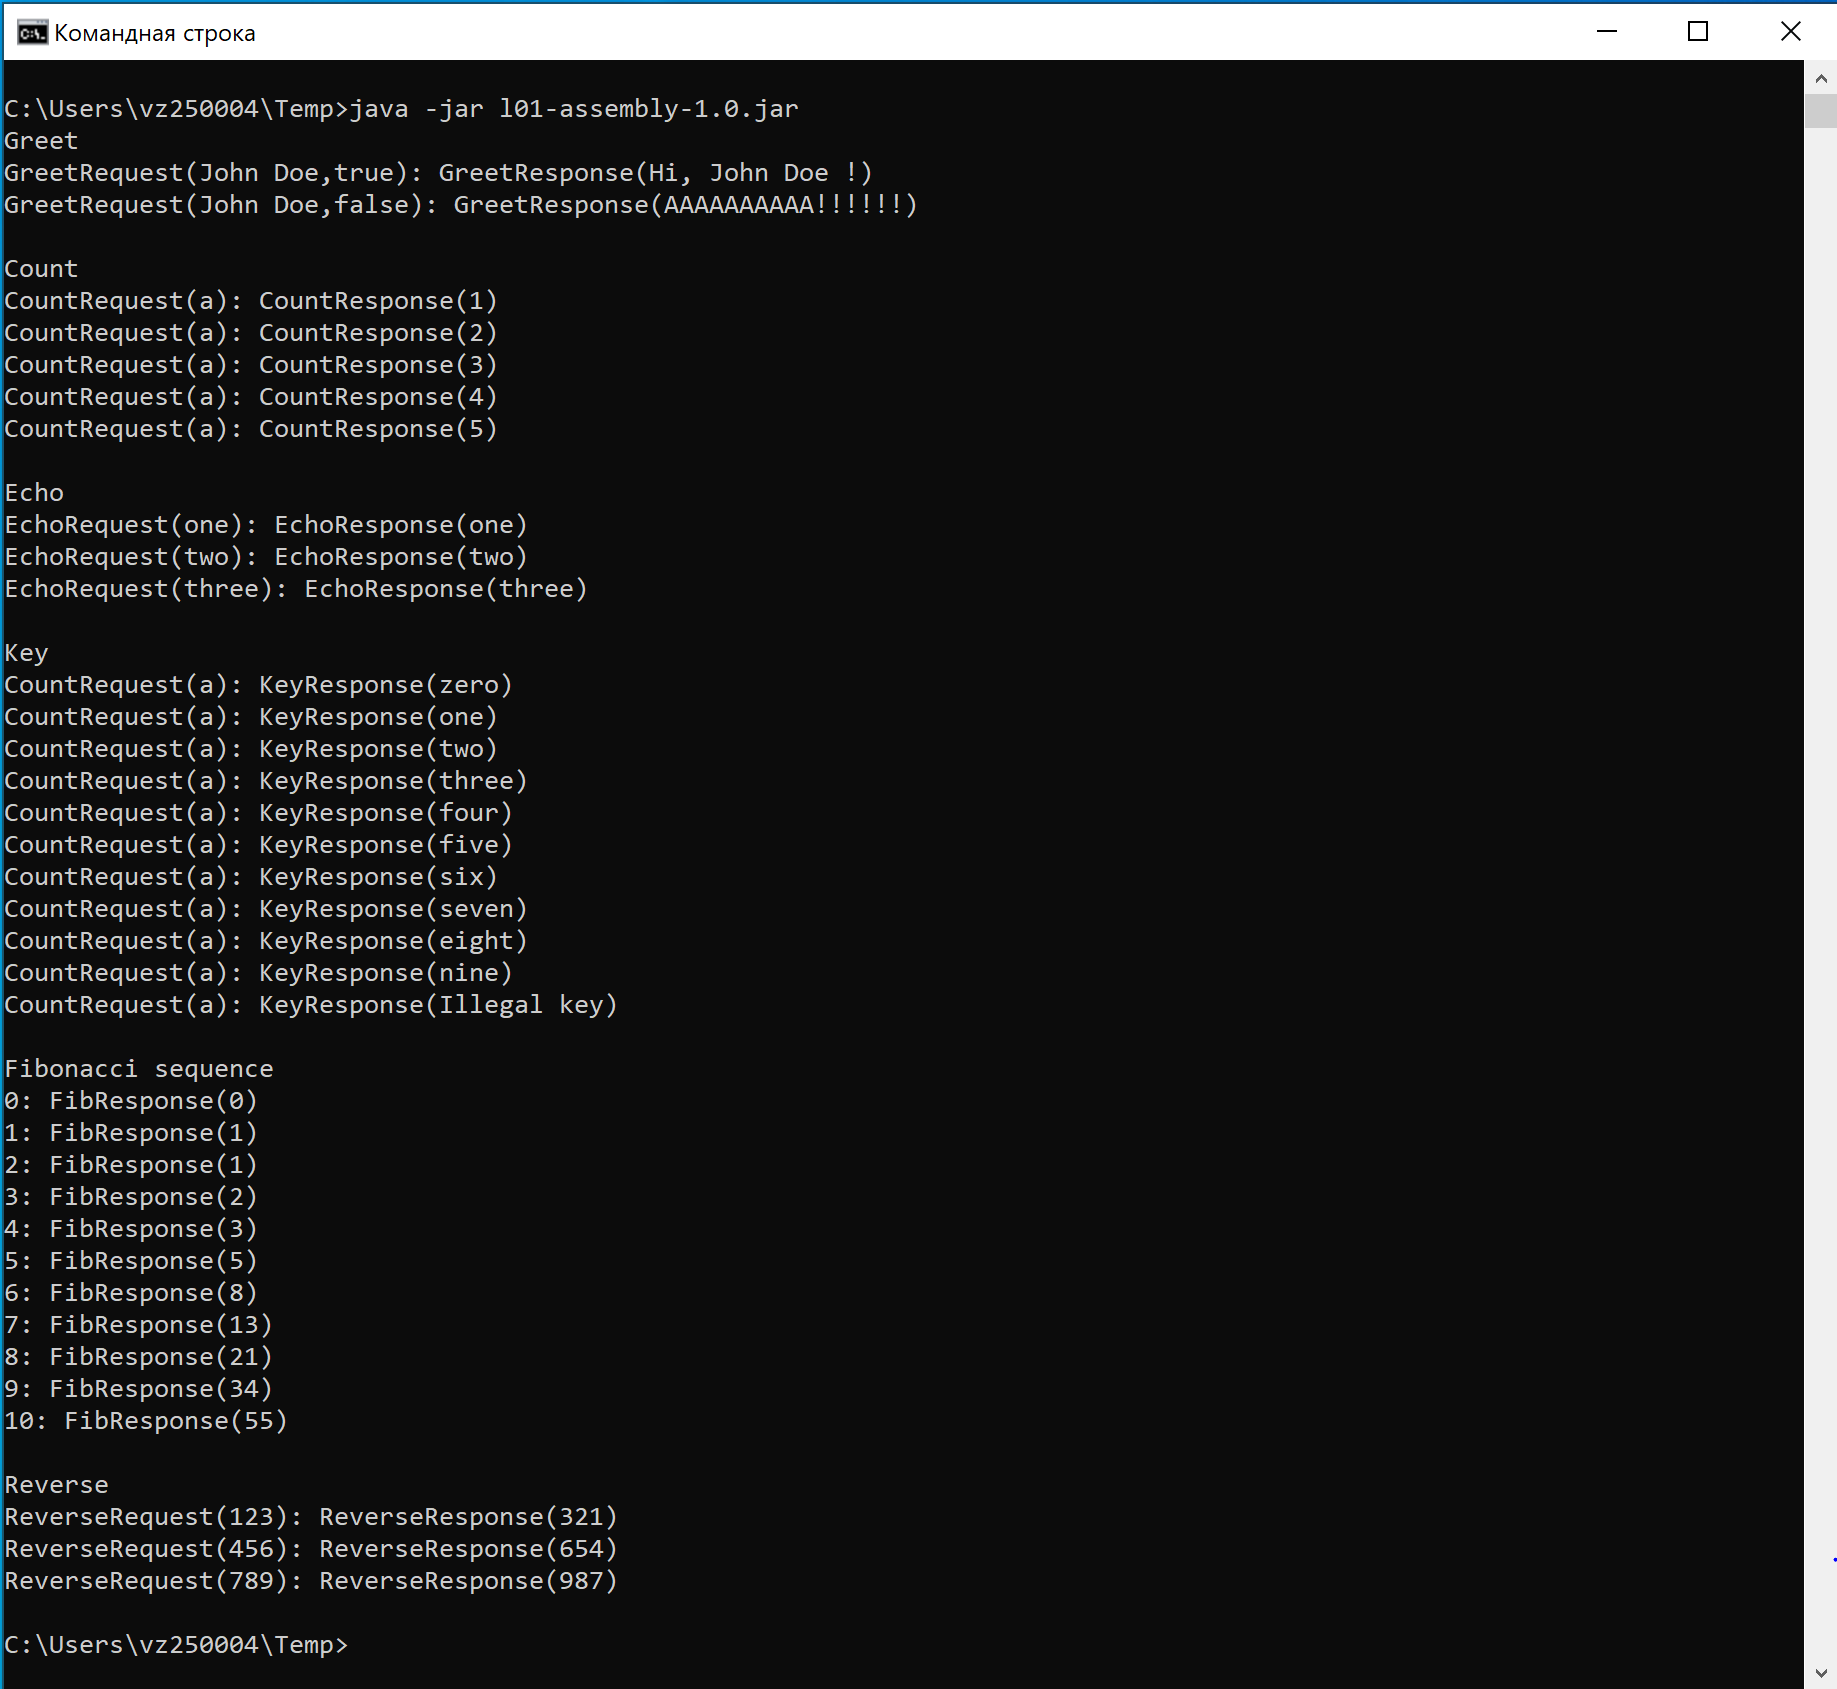 Командная строка
C:\Users\vz250004\Temp>java -jar l01-assembly-1.0.jar
Greet
GreetRequest(John Doe,true): GreetResponse(Hi, John Doe !)
GreetRequest(John Doe,false): GreetResponse(AAAAAAAAAA!!!!!!)
Count
CountRequest(a): CountResponse(1)
CountRequest(a): CountResponse(2)
CountRequest(a): CountResponse(3)
CountRequest(a): CountResponse(4)
CountRequest(a): CountResponse(5)
Echo
EchoRequest(one): EchoResponse(one)
EchoRequest(two): EchoResponse(two)
EchoRequest(three): EchoResponse(three)
Key
CountRequest(a): KeyResponse(zero)
CountRequest(a): KeyResponse(one)
CountRequest(a): KeyResponse(two)
CountRequest(a): KeyResponse(three)
CountRequest(a): KeyResponse(four)
CountRequest(a): KeyResponse(five)
CountRequest(a): KeyResponse(six)
CountRequest(a): KeyResponse(seven)
CountRequest(a): KeyResponse(eight)
CountRequest(a): KeyResponse(nine)
CountRequest(a): KeyResponse(Illegal key)
Fibonacci sequence
0: FibResponse(0)
1: FibResponse(1)
2: FibResponse(1)
3: FibResponse(2)
4: FibResponse(3)
5: FibResponse(5)
6: FibResponse(8)
7: FibResponse(13)
8: FibResponse(21)
9: FibResponse(34)
10: FibResponse(55)
Reverse
ReverseRequest(123): ReverseResponse(321)
ReverseRequest(456): ReverseResponse(654)
ReverseRequest(789): ReverseResponse(987)
C:\Users\vz250004\Temp>